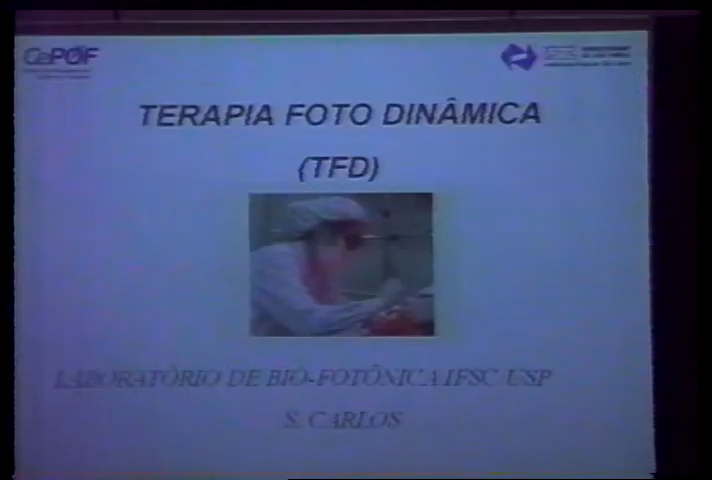 CePOF
TERAPIA FOTO DINÂMICA
(TFD)
LABORATÓRIO DE BIO-FOTÔNICA IFSC USP
S. CARLOS